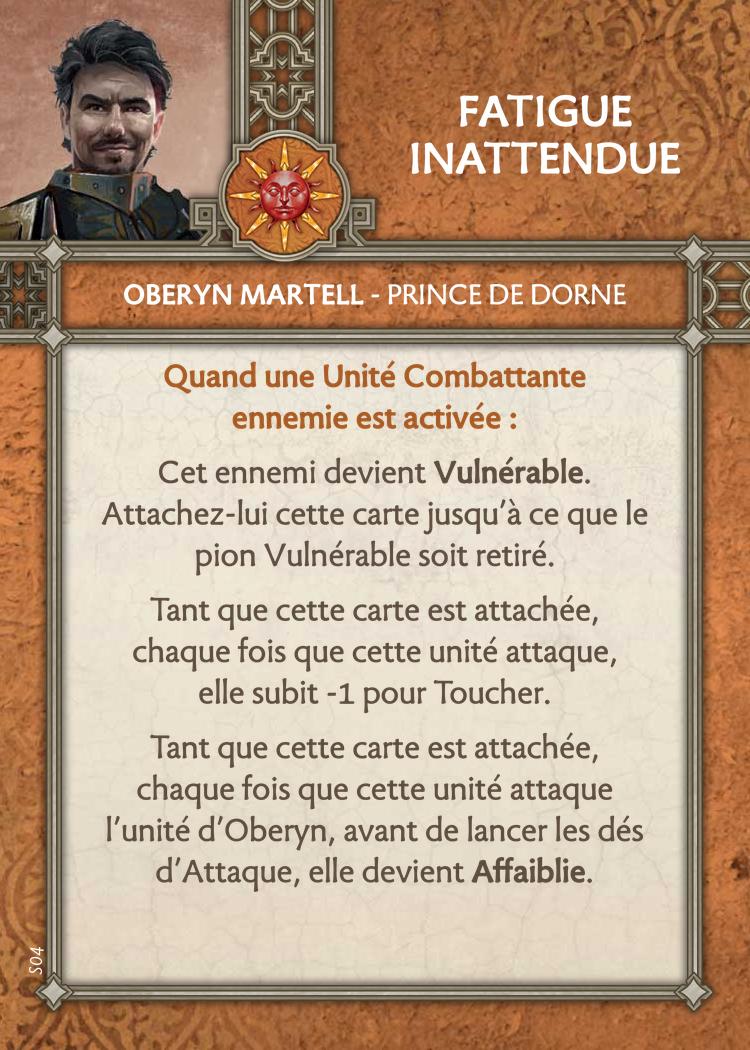 FATIGUE
INATTENDUE
OBERYN MARTELL - PRINCE DE DORNE
Quand une Unité Combattante
ennemie est activée :
Cet ennemi devient Vulnérable.
Attachez-lui cette carte jusqu'à ce que le
pion Vulnérable soit retiré.
Tant que cette carte est attachée,
chaque fois que cette unité attaque,
elle subit -1 pour Toucher.
Tant que cette carte est attachée,
chaque fois que cette unité attaque
l'unité d'Oberyn, avant de lancer les dés
d'Attaque, elle devient Affaiblie.
S04